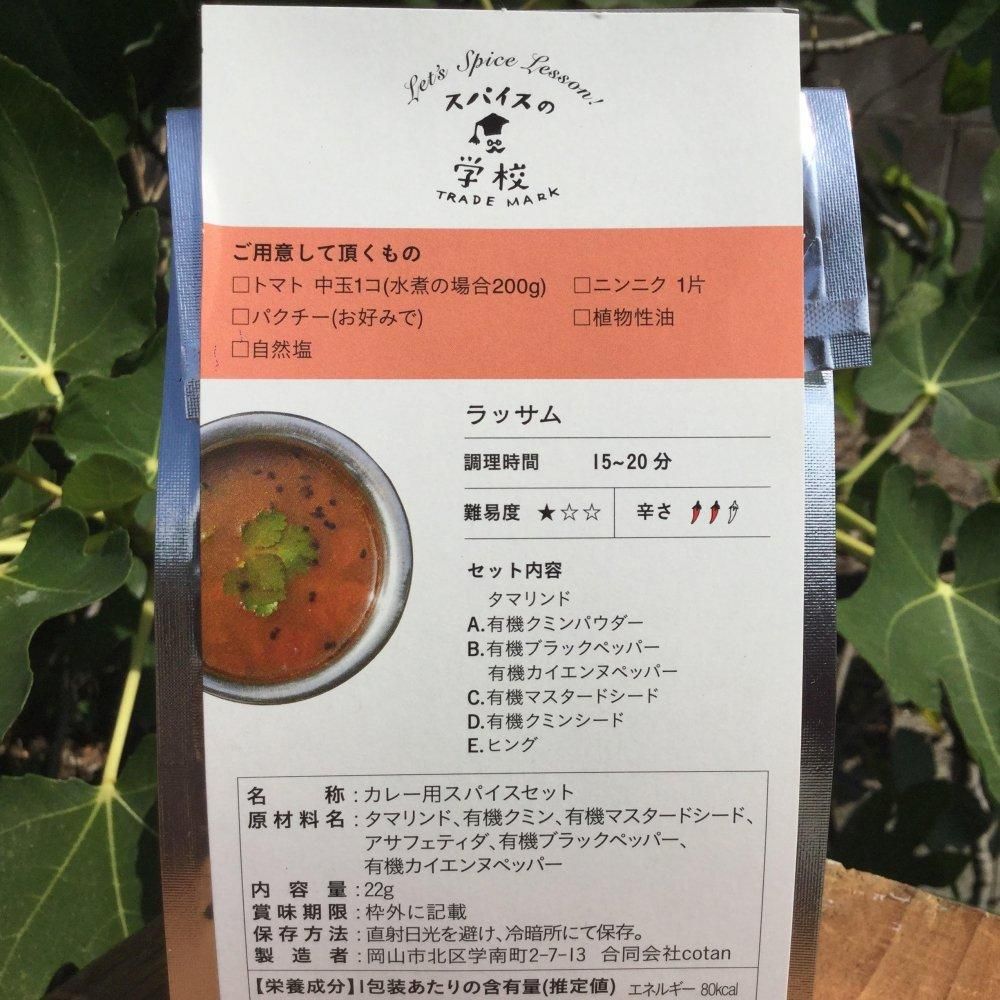 Let's Spice Lesson!
スパイスの
学校
TRADE MARK
ご用意して頂くもの
□トマト 中玉1コ(水煮の場合200g) □ニンニク 1片
□パクチー(お好みで) □植物性油
□自然塩
ラッサム
調理時間 15~20 分
難易度 ★☆☆ 辛さ
セット内容
タマリンド
A.有機クミンパウダー
B.有機ブラックペッパー
有機カイエンヌペッパー
C.有機マスタードシード
D.有機クミンシード
E.ヒング
名称:カレー用スパイスセット
原材料名:タマリンド、有機クミン、有機マスタードシード、
アサフェティダ、有機ブラックペッパー、
有機カイエンヌペッパー
内容量:22g
賞味期限:枠外に記載
保存方法:直射日光を避け、冷暗所にて保存。
製造者:岡山市北区学南町2-7-13 合同会社cotan
【栄養成分】1包装あたりの含有量(推定値) エネルギー 80kcal